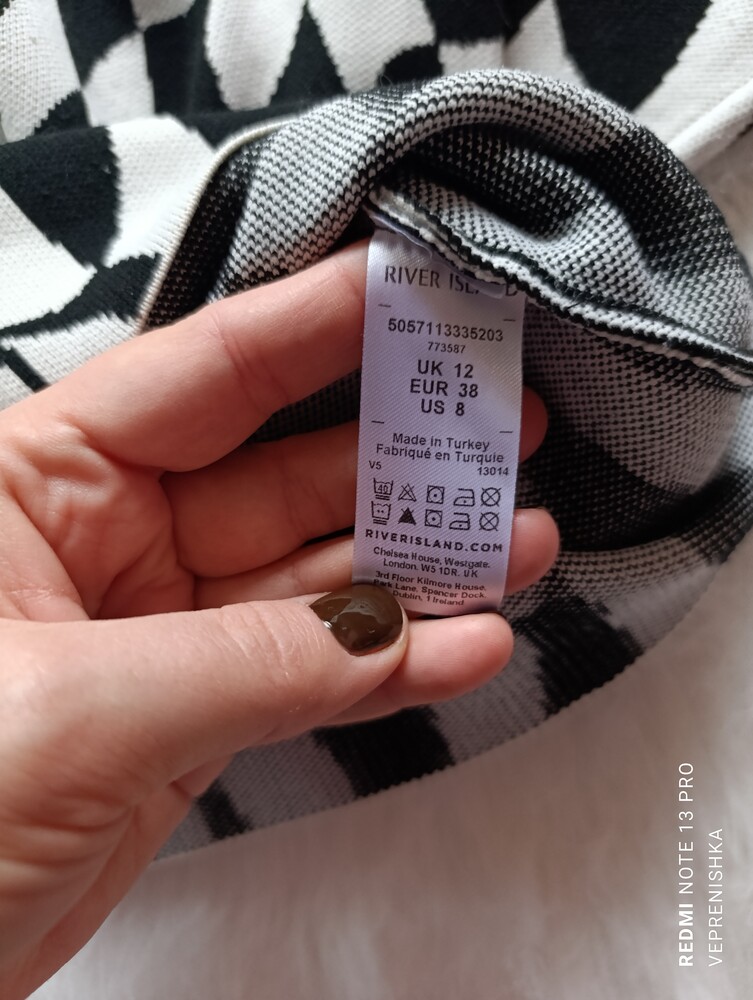 RIVER ISLAND
5057113335203
773587
UK 12
EUR 38
US 8
Made in Turkey
Fabriqué en Turquie
V5 13014
40
RIVERISLAND.COM
Chelsea House, Westgate,
London, W5 1DR. UK
3rd Floor Kilmore House,
Park Lane, Spencer Dock,
Dublin, 1 Ireland
REDMI NOTE 13 PRO
VEPRENISHKA